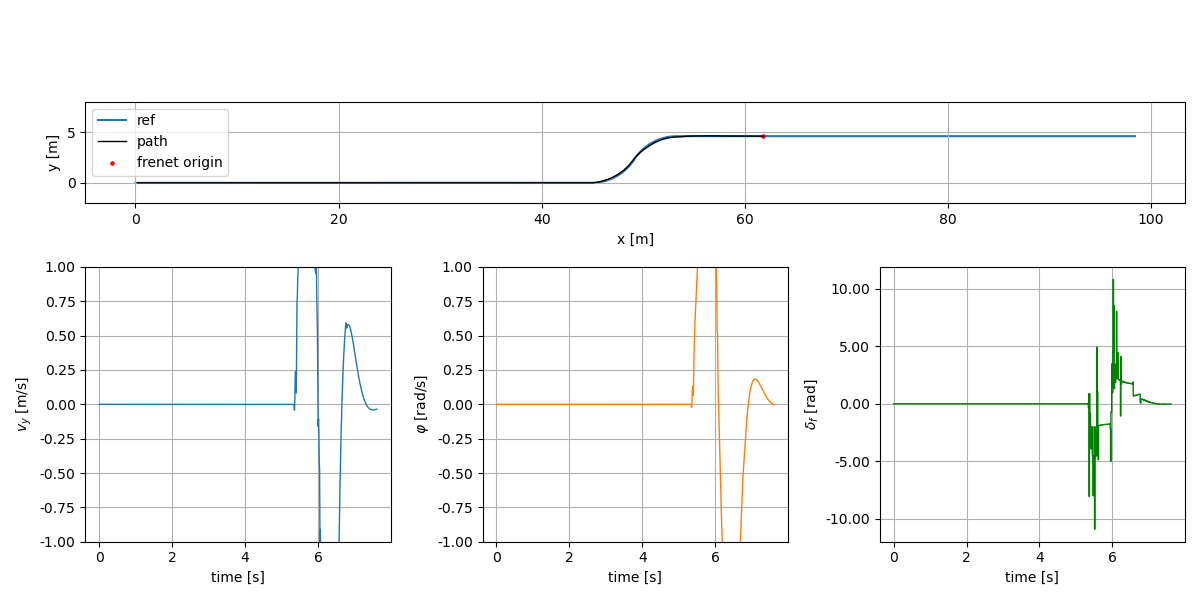 ref
path
frenet origin
y [m]
5
0
0 20 40 60 80 100
x [m]
1.00 0.75 0.50 0.25 0.00 -0.25 -0.50 -0.75 -1.00
v_y [m/s]
0 2 4 6
time [s]
1.00 0.75 0.50 0.25 0.00 -0.25 -0.50 -0.75 -1.00
φ [rad/s]
0 2 4 6
time [s]
10.00 5.00 0.00 -5.00 -10.00
δ_f [rad]
0 2 4 6
time [s]